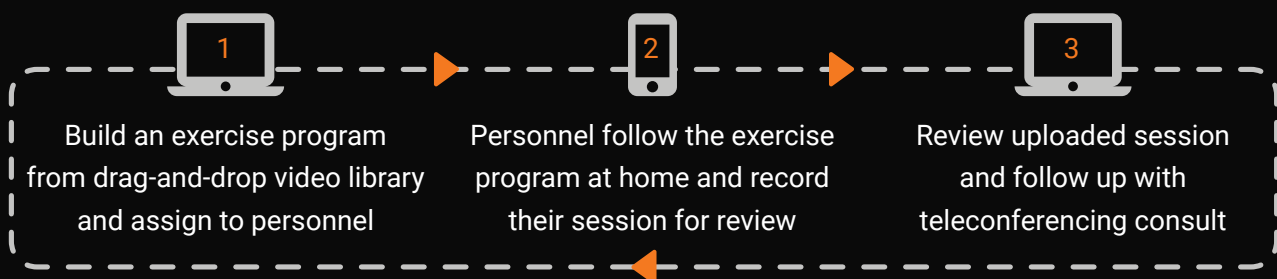 1
Build an exercise program
from drag-and-drop video library
and assign to personnel
2
Personnel follow the exercise
program at home and record
their session for review
3
Review uploaded session
and follow up with
teleconferencing consult